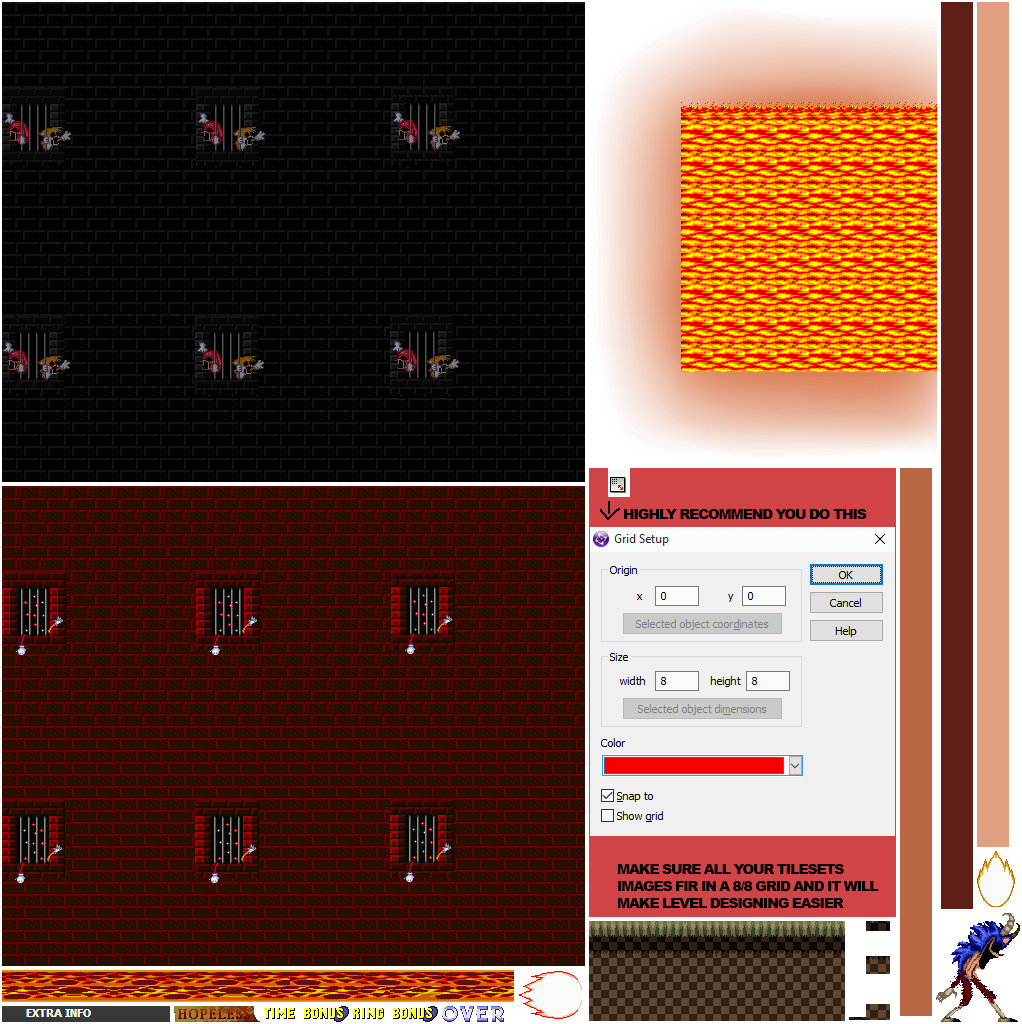 HIGHLY RECOMMEND YOU DO THIS
Grid Setup
Origin
x 0 y 0
Selected object coordinates
OK
Cancel
Help
Size
width 8 height 8
Selected object dimensions
Color
Snap to
Show grid
MAKE SURE ALL YOUR TILESETS
IMAGES FIR IN A 8/8 GRID AND IT WILL
MAKE LEVEL DESIGNING EASIER
EXTRA INFO
HOPELESS
TIME BONUS RING BONUS OVER